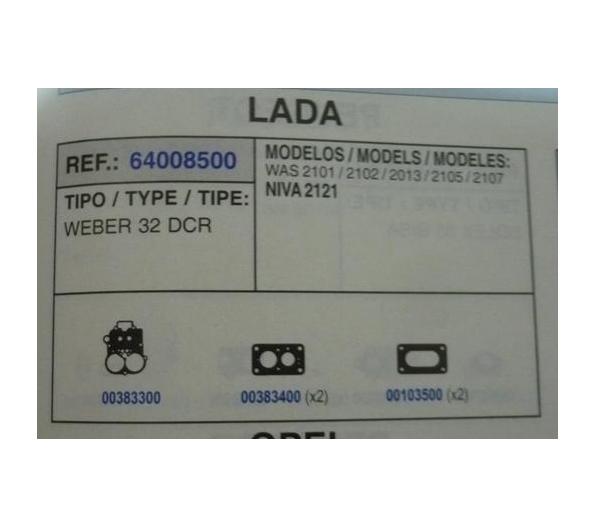 LADA
REF.: 64008500
TIPO / TYPE / TIPE:
WEBER 32 DCR
MODELOS / MODELS / MODELES:
WAS 2101 / 2102 / 2013 / 2105 / 2107
NIVA 2121
00383300
00383400 (x2)
00103500 (x2)